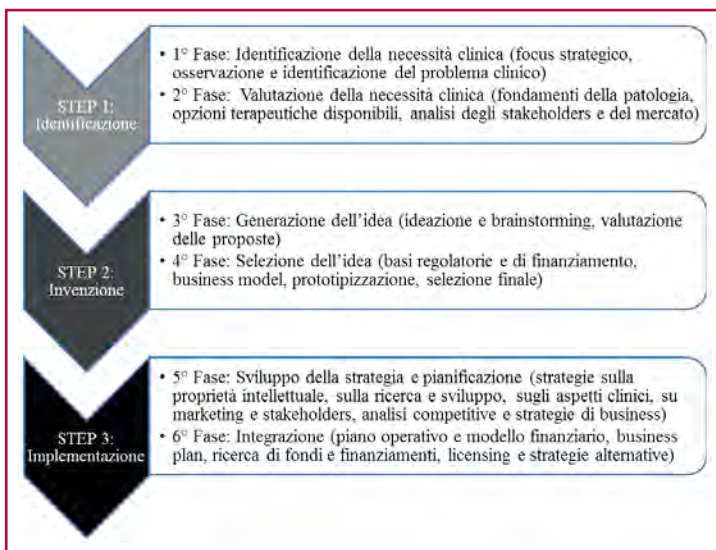 STEP 1:
Identificazione
• 1° Fase: Identificazione della necessità clinica (focus strategico,
osservazione e identificazione del problema clinico)
• 2° Fase: Valutazione della necessità clinica (fondamenti della patologia,
opzioni terapeutiche disponibili, analisi degli stakeholders e del mercato)
STEP 2:
Invenzione
• 3° Fase: Generazione dell'idea (ideazione e brainstorming, valutazione
delle proposte)
• 4° Fase: Selezione dell'idea (basi regolatorie e di finanziamento,
business model, prototipizzazione, selezione finale)
STEP 3:
Implementazione
• 5° Fase: Sviluppo della strategia e pianificazione (strategie sulla
proprietà intellettuale, sulla ricerca e sviluppo, sugli aspetti clinici, su
marketing e stakeholders, analisi competitive e strategie di business)
• 6° Fase: Integrazione (piano operativo e modello finanziario, business
plan, ricerca di fondi e finanziamenti, licensing e strategie alternative)